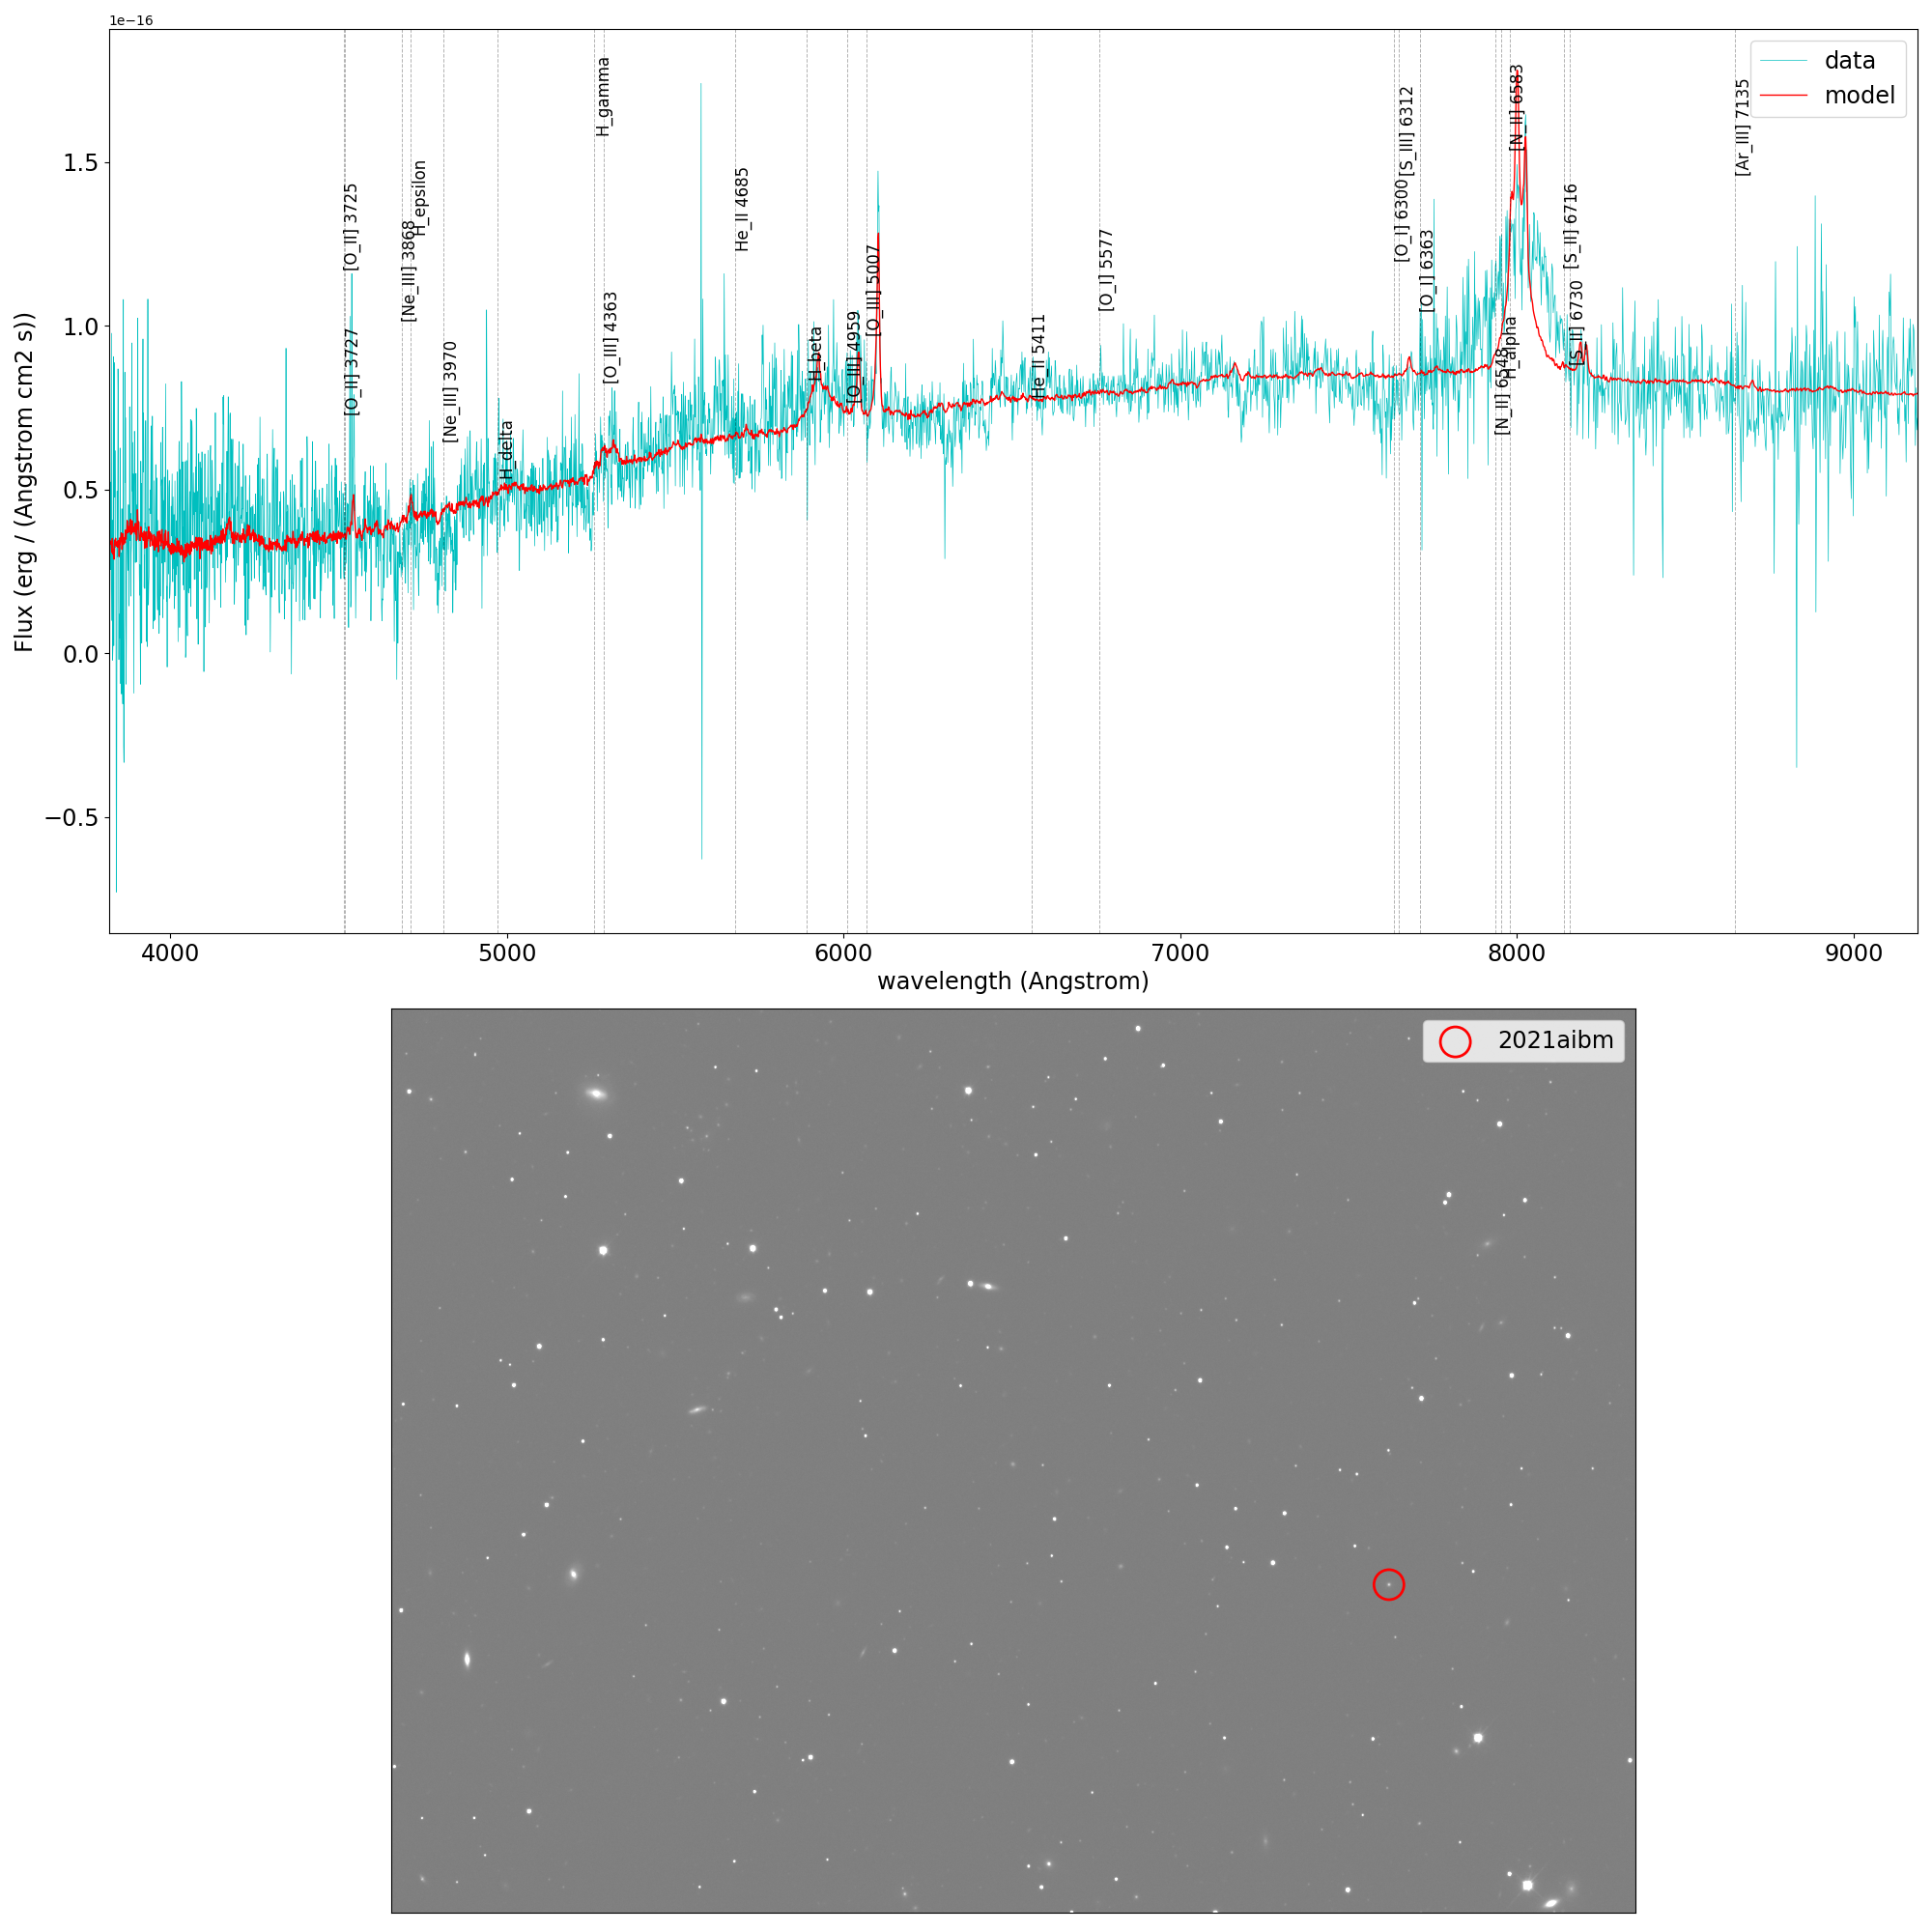 1e−16
data
model
1.5
1.0
0.5
0.0
−0.5
Flux (erg / (Angstrom cm2 s))
[O_II] 3725
[O_II] 3727
[Ne_III] 3868
H_epsilon
[Ne_III] 3970
H_delta
H_gamma
[O_III] 4363
He_II 4685
H_beta
[O_III] 4959
[O_III] 5007
He_II 5411
[O_I] 5577
[O_I] 6300
[S_III] 6312
[O_I] 6363
[N_II] 6548
H_alpha
[N_II] 6583
[S_II] 6716
[S_II] 6730
[Ar_III] 7135
4000 5000 6000 7000 8000 9000
wavelength (Angstrom)
2021aibm